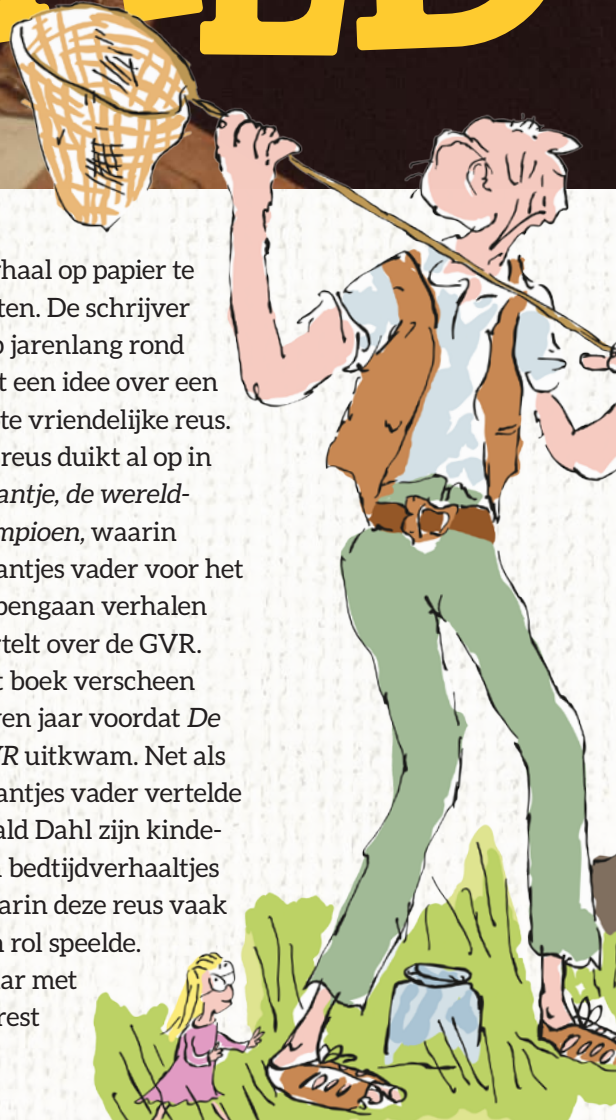 haal op papier te
ten. De schrijver
jarenlang rond
t een idee over een
te vriendelijke reus.
reus duikt al op in
antje, de wereld-
mpioen, waarin
antjes vader voor het
pengaan verhalen
telt over de GVR.
t boek verscheen
en jaar voordat De
R uitkwam. Net als
antjes vader vertelde
ald Dahl zijn kinde-
bedtijdverhaaltjes
arin deze reus vaak
rol speelde.
ar met
rest